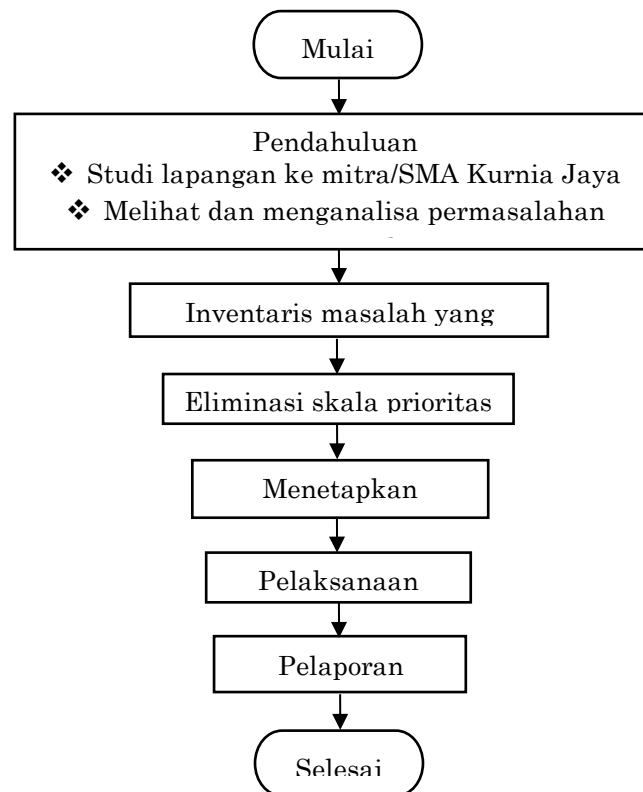 Mulai
Pendahuluan
❖ Studi lapangan ke mitra/SMA Kurnia Jaya
❖ Melihat dan menganalisa permasalahan
Inventaris masalah yang
Eliminasi skala prioritas
Menetapkan
Pelaksanaan
Pelaporan
Selesai